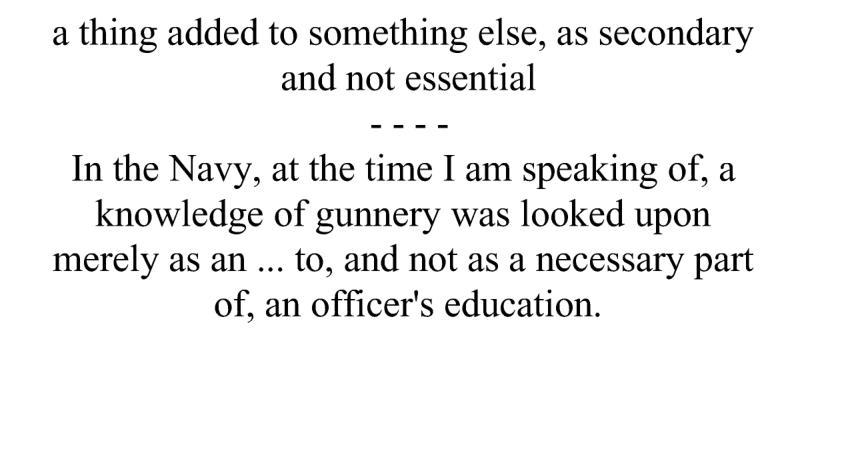 a thing added to something else, as secondary
and not essential
- - - -
In the Navy, at the time I am speaking of, a
knowledge of gunnery was looked upon
merely as an ... to, and not as a necessary part
of, an officer's education.